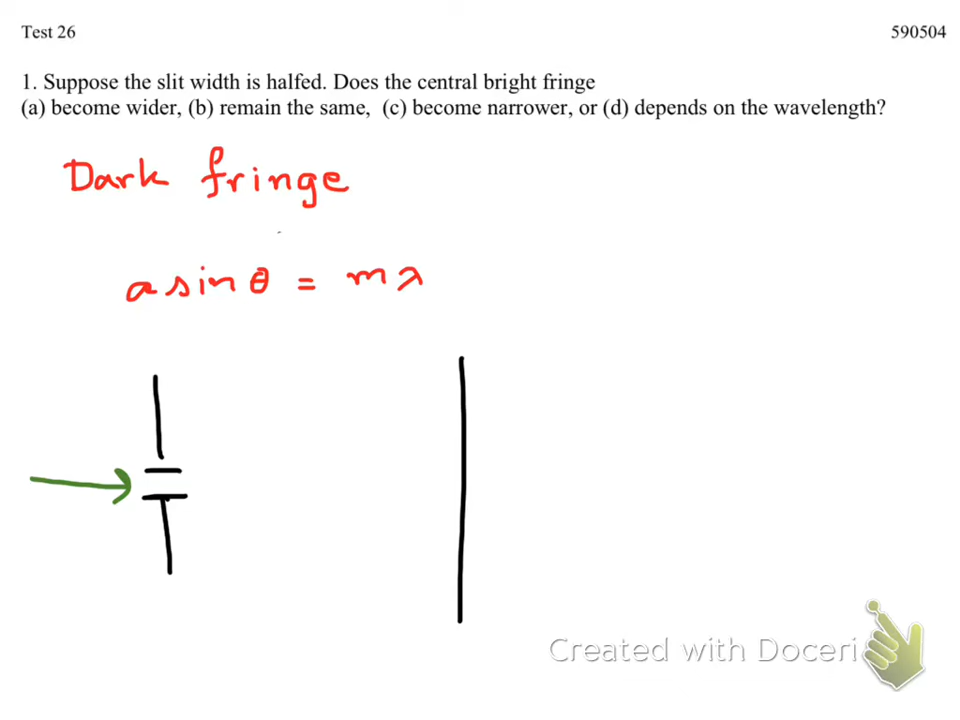 Test 26 590504
1. Suppose the slit width is halfed. Does the central bright fringe
(a) become wider, (b) remain the same, (c) become narrower, or (d) depends on the wavelength?
Dark fringe
a sin θ = m λ
Created with Doceri